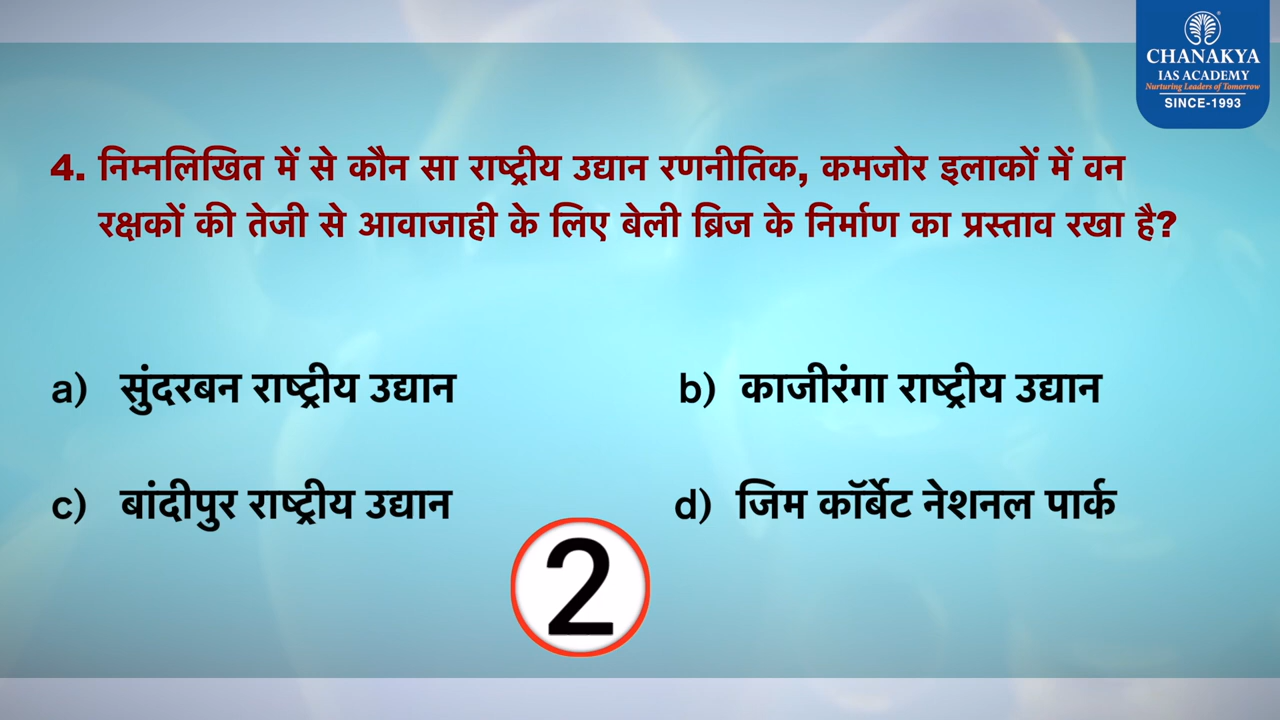 CHANAKYA
IAS ACADEMY
Nurturing Leaders of Tomorrow
SINCE-1993
4. निम्नलिखित में से कौन सा राष्ट्रीय उद्यान रणनीतिक, कमजोर इलाकों में वन
रक्षकों की तेजी से आवाजाही के लिए बेली ब्रिज के निर्माण का प्रस्ताव रखा है?
a) सुंदरबन राष्ट्रीय उद्यान
b) काजीरंगा राष्ट्रीय उद्यान
c) बांदीपुर राष्ट्रीय उद्यान
d) जिम कॉर्बेट नेशनल पार्क
2